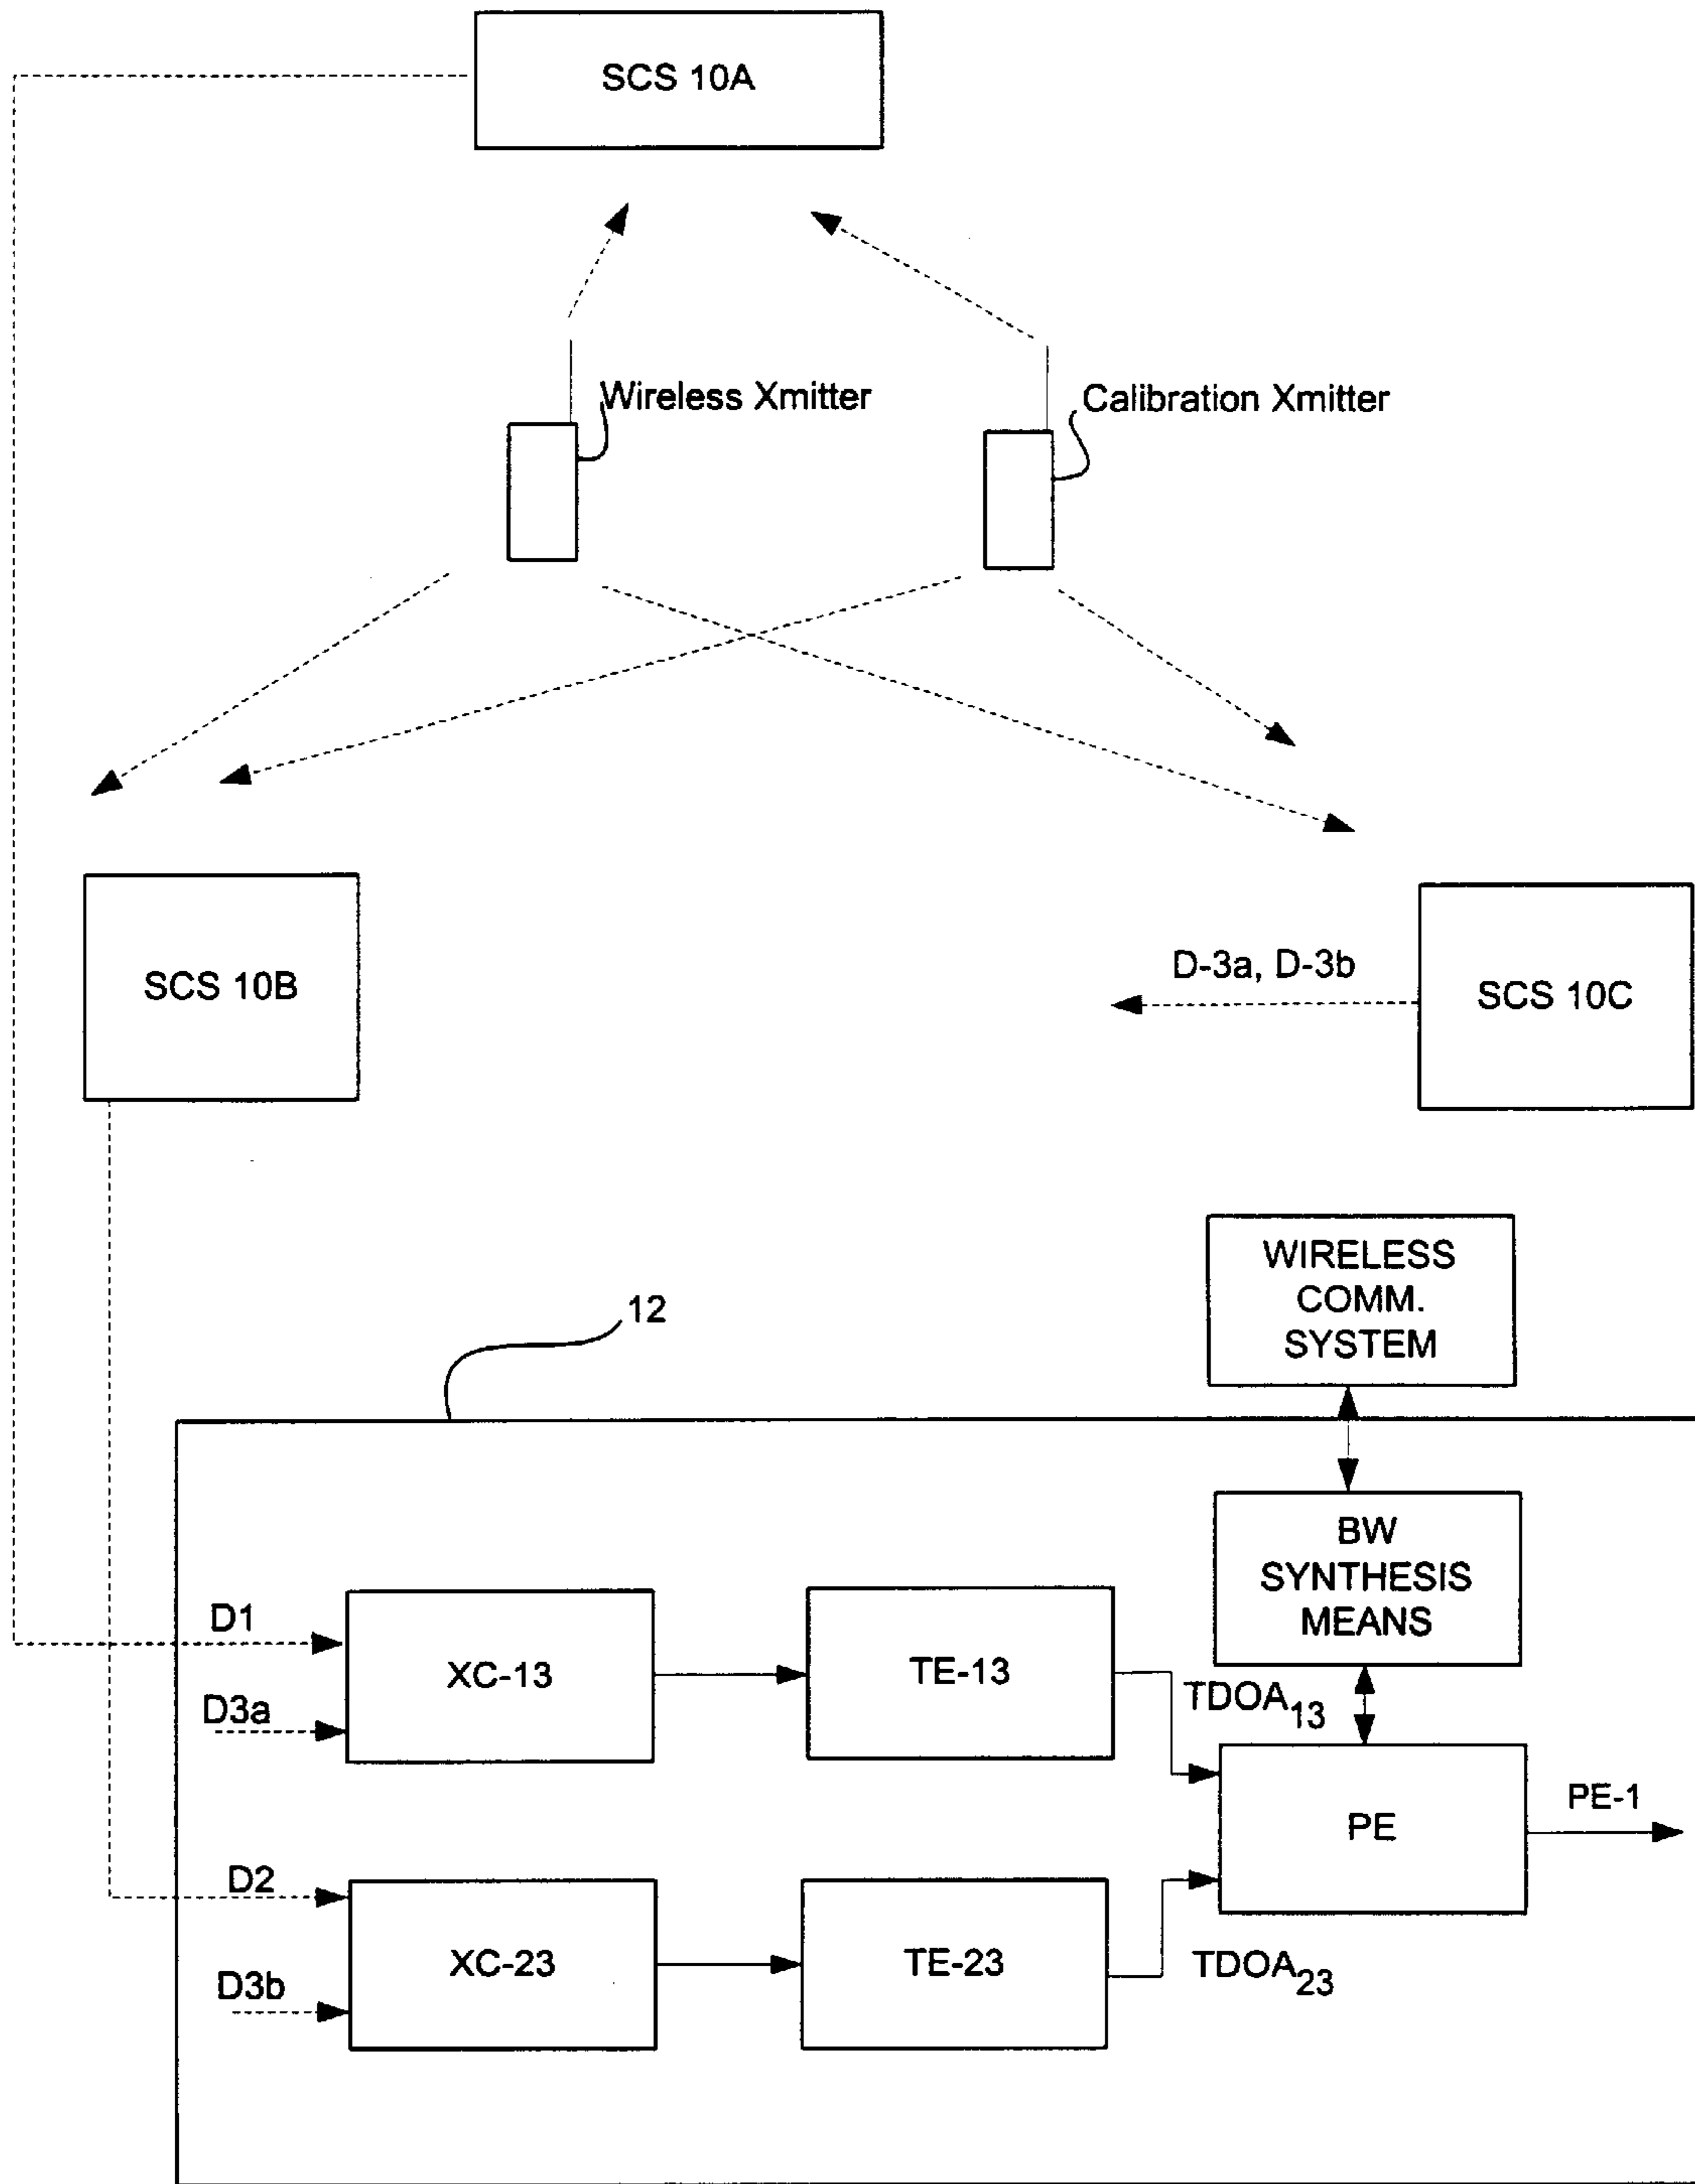 SCS 10A
Wireless Xmitter
Calibration Xmitter
SCS 10B
D-3a, D-3b
SCS 10C
WIRELESS
COMM.
SYSTEM
12
BW
SYNTHESIS
MEANS
D1
XC-13
TE-13
TDOA13
D3a
PE
PE-1
D2
XC-23
TE-23
TDOA23
D3b